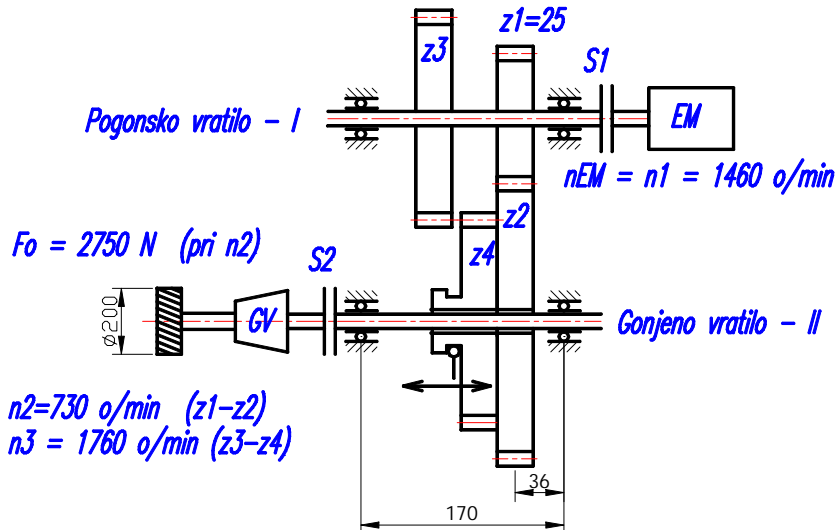 z1=25
z3
S1
Pogonsko vratilo - I
EM
nEM = n1 = 1460 o/min
z2
Fo = 2750 N (pri n2)
S2
z4
⌀200
GV
Gonjeno vratilo - II
n2=730 o/min (z1-z2)
n3 = 1760 o/min (z3-z4)
36
170